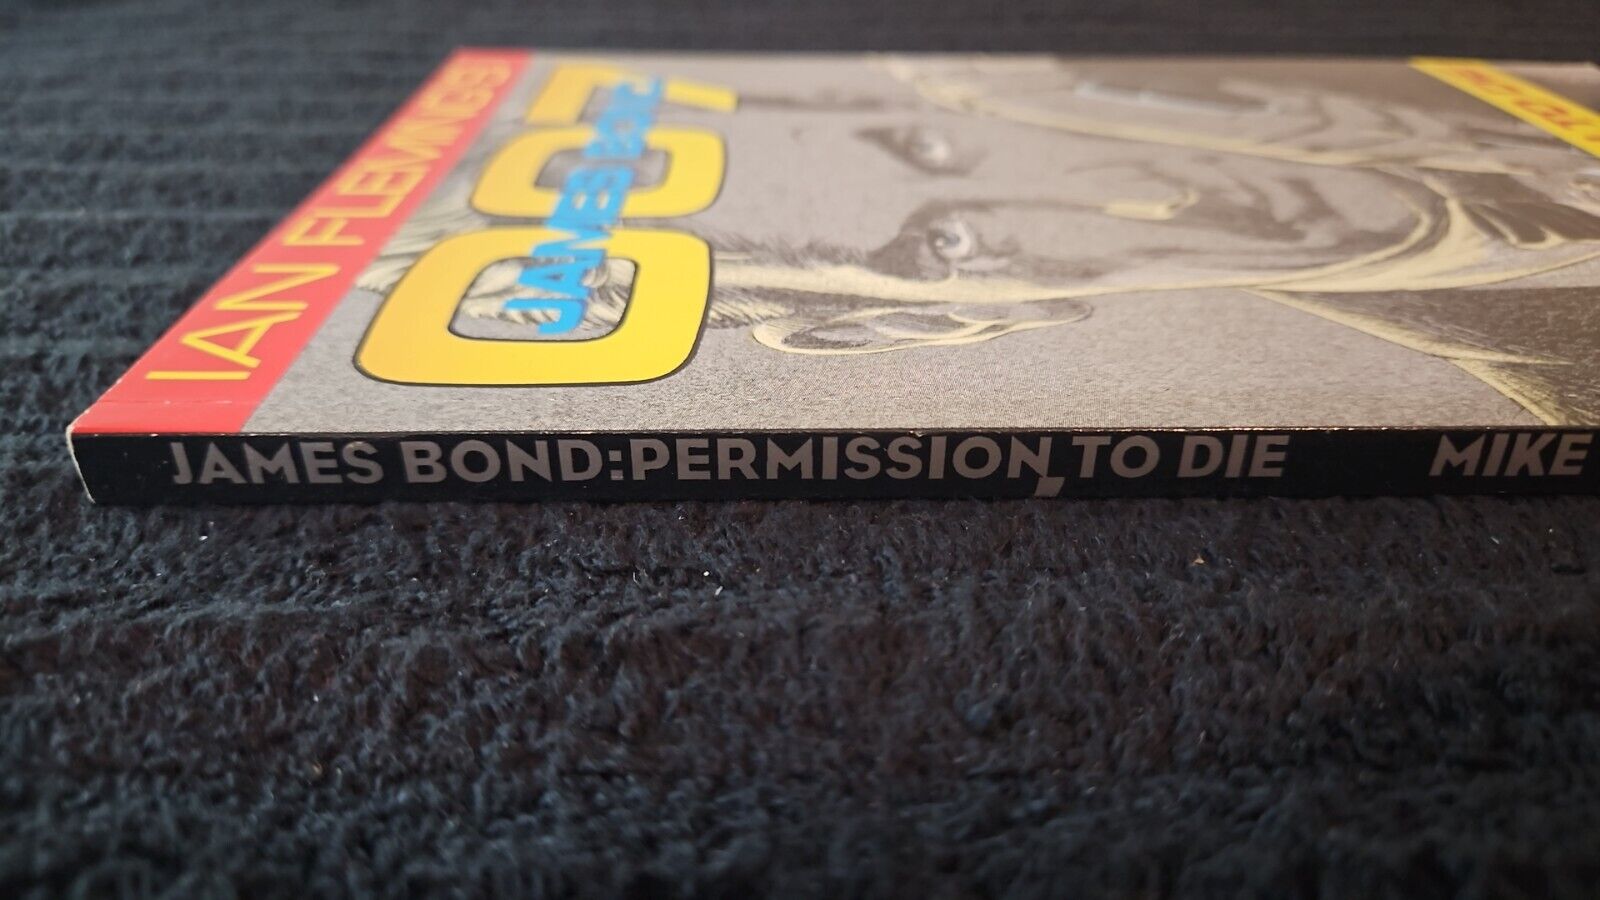 IAN FLEMING'S
007
JAMES BOND
JAMES BOND:PERMISSION, TO DIE MIKE